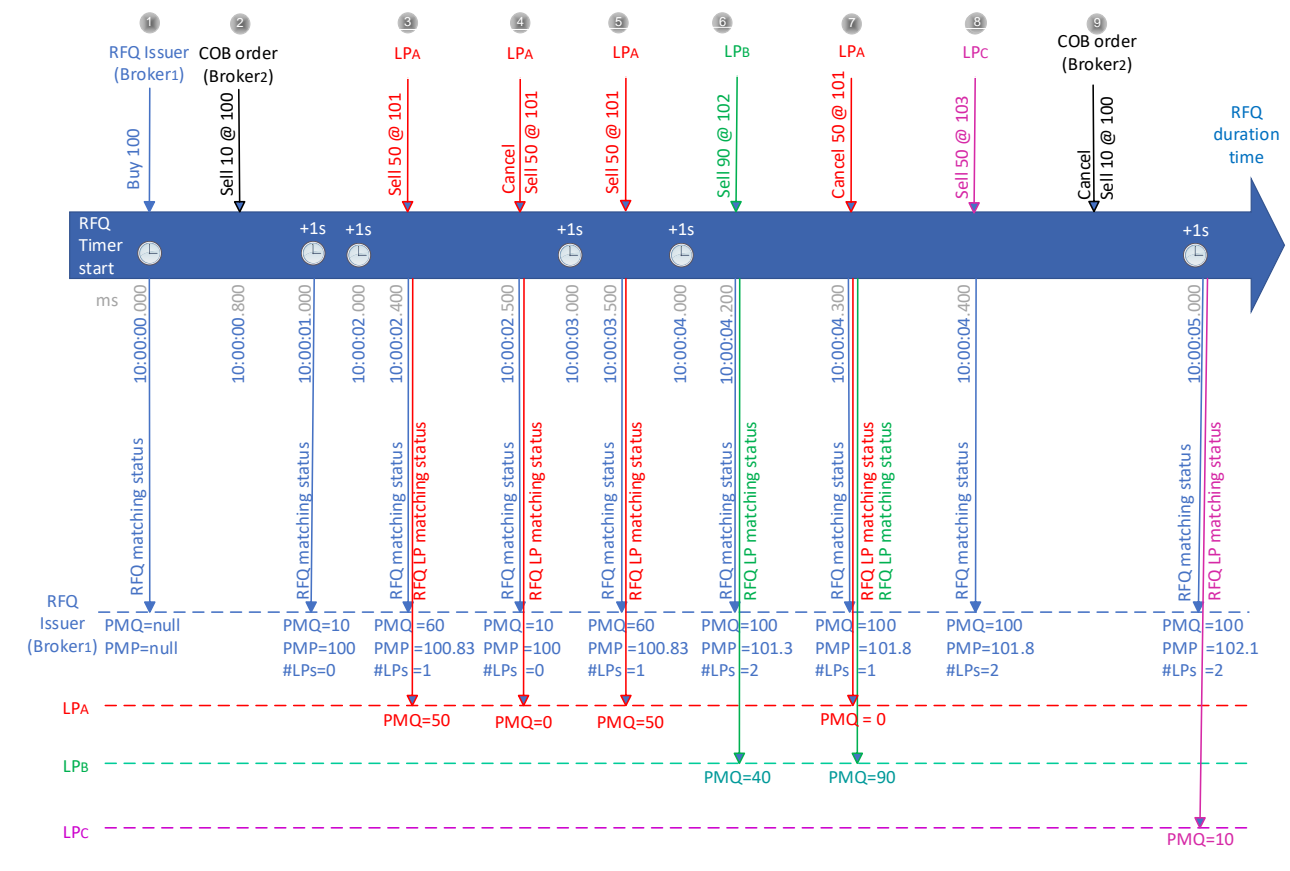 1
2
3
4
5
6
7
8
9
RFQ Issuer
(Broker1)
COB order
(Broker2)
LPA
LPA
LPA
LPB
LPA
LPC
COB order
(Broker2)
Buy 100
Sell 10 @ 100
Sell 50 @ 101
Cancel
Sell 50 @ 101
Sell 50 @ 101
Sell 90 @ 102
Cancel 50 @ 101
Sell 50 @ 103
Cancel
Sell 10 @ 100
RFQ
duration
time
RFQ
Timer
start
+1s
+1s
+1s
+1s
+1s
ms
10:00:00.000
10:00:00.800
10:00:01.000
10:00:02.000
10:00:02.400
10:00:02.500
10:00:03.000
10:00:03.500
10:00:04.000
10:00:04.200
10:00:04.300
10:00:04.400
10:00:05.000
RFQ matching status
RFQ matching status
RFQ matching status
RFQ LP matching status
RFQ matching status
RFQ LP matching status
RFQ matching status
RFQ LP matching status
RFQ matching status
RFQ LP matching status
RFQ matching status
RFQ LP matching status
RFQ LP matching status
RFQ matching status
RFQ matching status
RFQ LP matching status
RFQ
Issuer
(Broker1)
PMQ=null
PMP=null
PMQ=10
PMP=100
#LPs=0
PMQ=60
PMP =100.83
#LPs =1
PMQ=10
PMP =100
#LPs =0
PMQ=60
PMP =100.83
#LPs =1
PMQ=100
PMP =101.3
#LPs =2
PMQ=100
PMP =101.8
#LPs =1
PMQ=100
PMP =101.8
#LPs=2
PMQ=100
PMP =102.1
#LPs =2
LPA
PMQ=50
PMQ=0
PMQ=50
PMQ = 0
LPB
PMQ=40
PMQ=90
LPC
PMQ=10